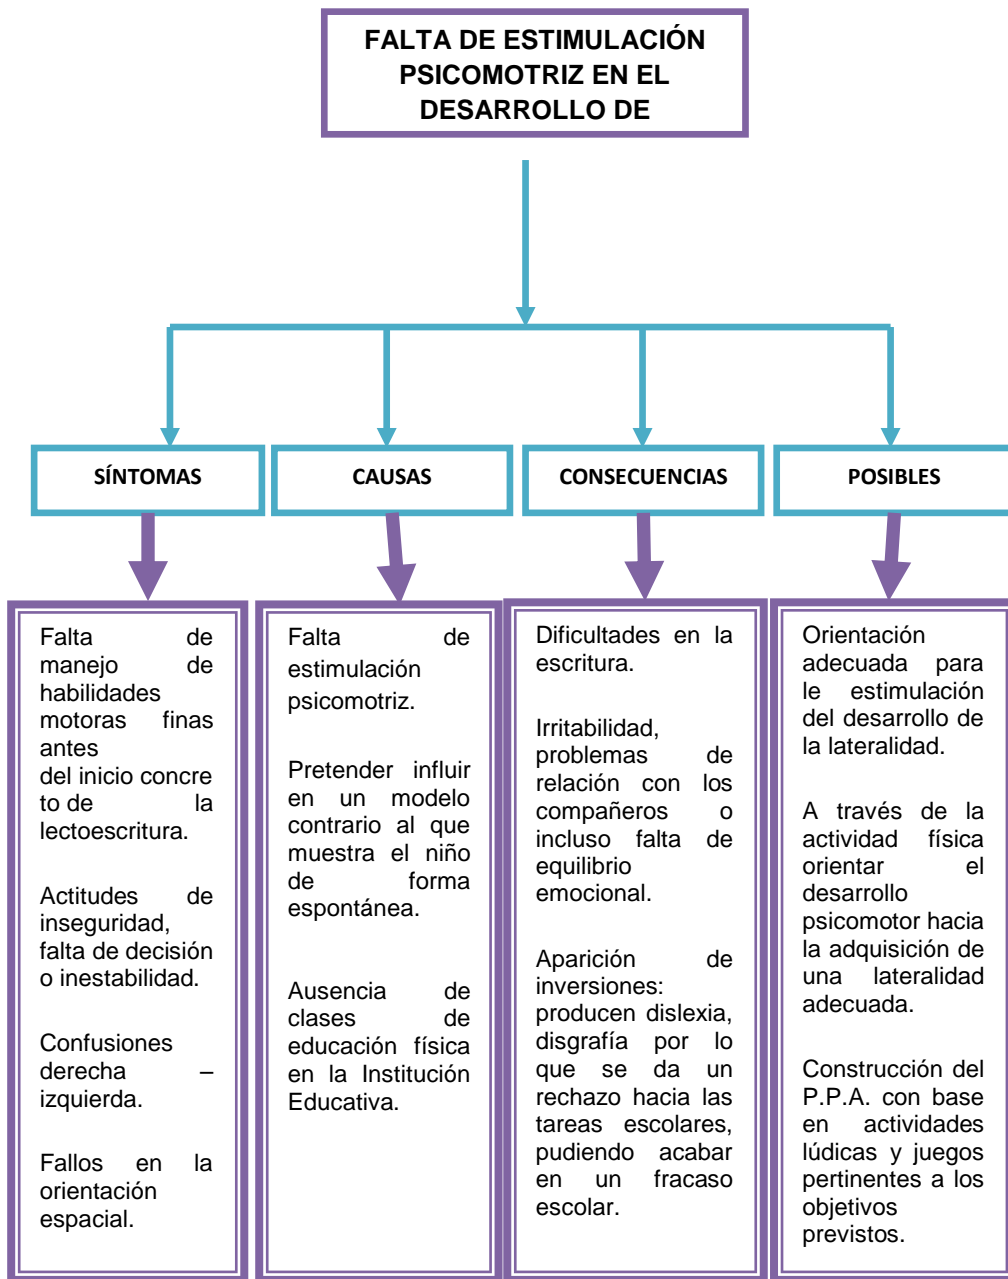 FALTA DE ESTIMULACIÓN
PSICOMOTRIZ EN EL
DESARROLLO DE
SÍNTOMAS
CAUSAS
CONSECUENCIAS
POSIBLES
Falta de
manejo de
habilidades
motoras finas
antes
del inicio concre
to de la
lectoescritura.
Actitudes de
inseguridad,
falta de decisión
o inestabilidad.
Confusiones
derecha –
izquierda.
Fallos en la
orientación
espacial.
Falta de
estimulación
psicomotriz.
Pretender influir
en un modelo
contrario al que
muestra el niño
de forma
espontánea.
Ausencia de
clases de
educación física
en la Institución
Educativa.
Dificultades en la
escritura.
Irritabilidad,
problemas de
relación con los
compañeros o
incluso falta de
equilibrio
emocional.
Aparición de
inversiones:
producen dislexia,
disgrafía por lo
que se da un
rechazo hacia las
tareas escolares,
pudiendo acabar
en un fracaso
escolar.
Orientación
adecuada para
le estimulación
del desarrollo de
la lateralidad.
A través de la
actividad física
orientar el
desarrollo
psicomotor hacia
la adquisición de
una lateralidad
adecuada.
Construcción del
P.P.A. con base
en actividades
lúdicas y juegos
pertinentes a los
objetivos
previstos.